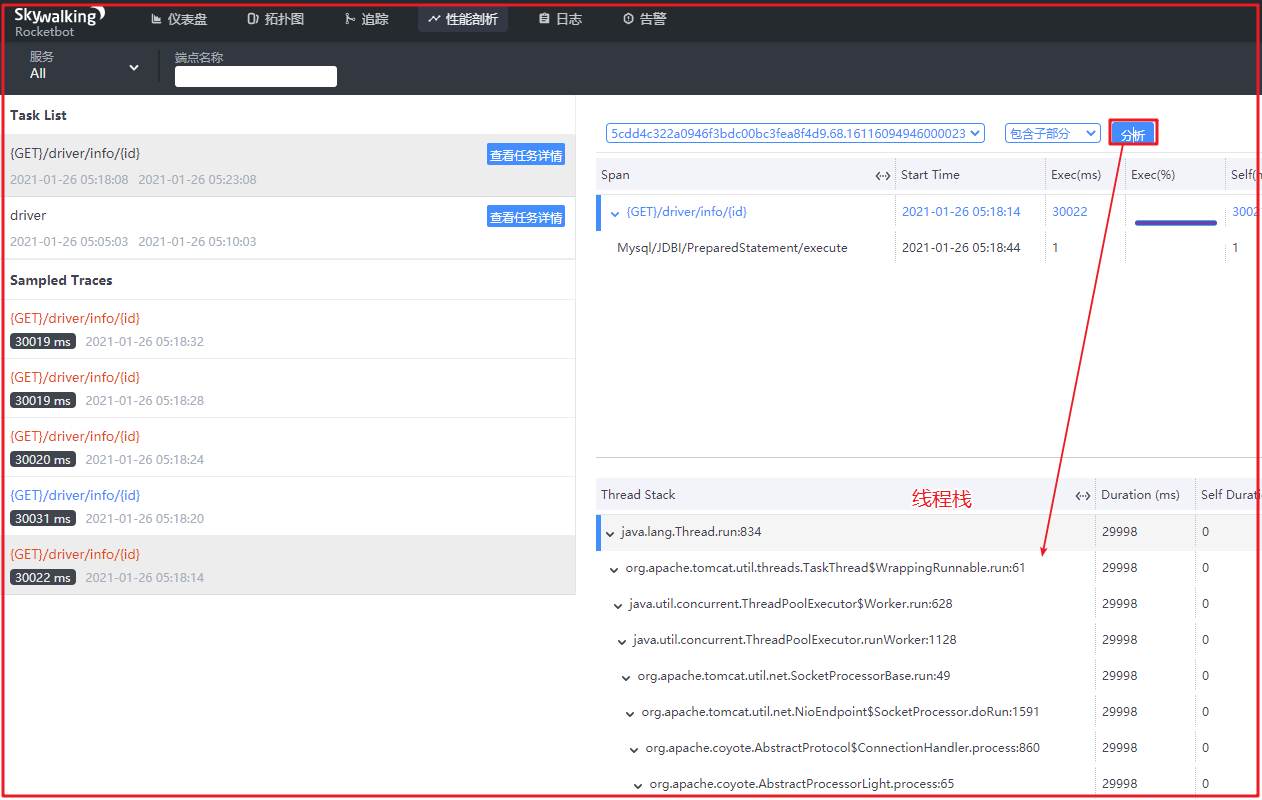 Skywalking
Rocketbot
仪表盘
拓扑图
追踪
性能剖析
日志
告警
服务
All
端点名称
Task List
{GET}/driver/info/{id}
查看任务详情
2021-01-26 05:18:08 2021-01-26 05:23:08
driver
查看任务详情
2021-01-26 05:05:03 2021-01-26 05:10:03
Sampled Traces
{GET}/driver/info/{id}
30019 ms 2021-01-26 05:18:32
{GET}/driver/info/{id}
30019 ms 2021-01-26 05:18:28
{GET}/driver/info/{id}
30020 ms 2021-01-26 05:18:24
{GET}/driver/info/{id}
30031 ms 2021-01-26 05:18:20
{GET}/driver/info/{id}
30022 ms 2021-01-26 05:18:14
5cdd4c322a0946f3bdc00bc3fea8f4d9.68.16116094946000023
包含子部分
分析
Span Start Time Exec(ms) Exec(%) Self(
{GET}/driver/info/{id} 2021-01-26 05:18:14 30022 3002
Mysql/JDBI/PreparedStatement/execute 2021-01-26 05:18:44 1 1
Thread Stack 线程栈 Duration (ms) Self Durati
java.lang.Thread.run:834 29998 0
org.apache.tomcat.util.threads.TaskThread$WrappingRunnable.run:61 29998 0
java.util.concurrent.ThreadPoolExecutor$Worker.run:628 29998 0
java.util.concurrent.ThreadPoolExecutor.runWorker:1128 29998 0
org.apache.tomcat.util.net.SocketProcessorBase.run:49 29998 0
org.apache.tomcat.util.net.NioEndpoint$SocketProcessor.doRun:1591 29998 0
org.apache.coyote.AbstractProtocol$ConnectionHandler.process:860 29998 0
org.apache.coyote.AbstractProcessorLight.process:65 29998 0